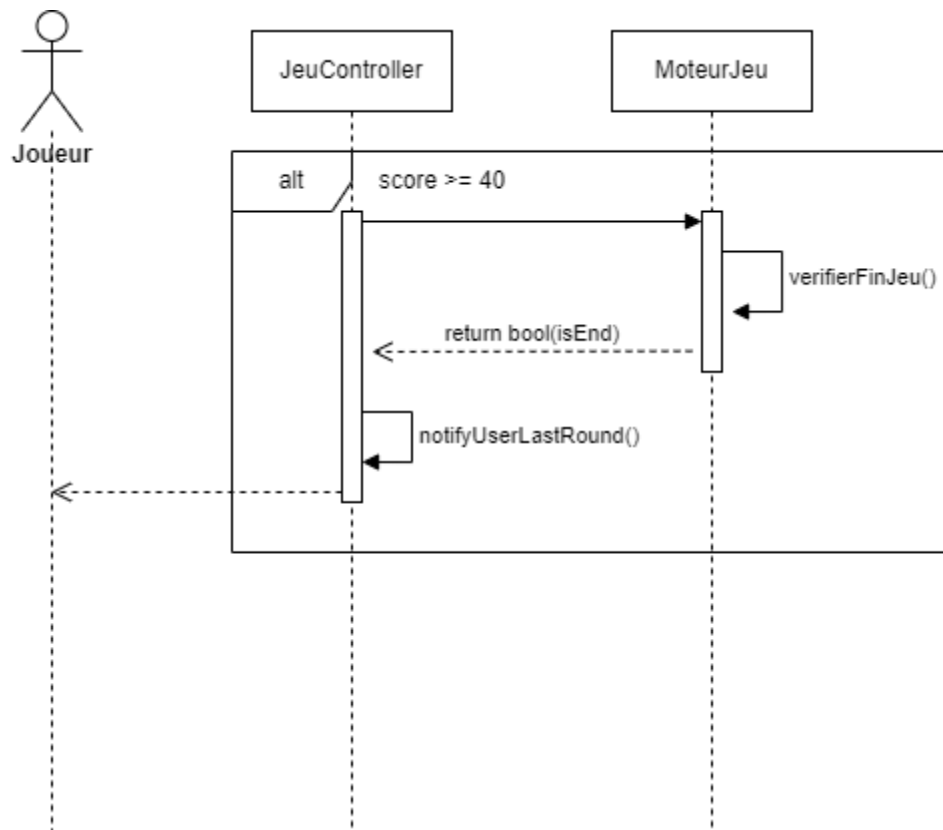 JeuController
MoteurJeu
Joueur
alt
score >= 40
verifierFinJeu()
return bool(isEnd)
notifyUserLastRound()